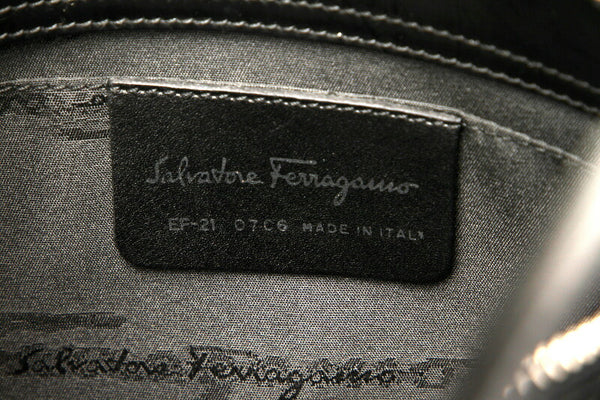 Salvatore Ferragamo
EF-21 07C6 MADE IN ITALY
Salvatore Ferragamo